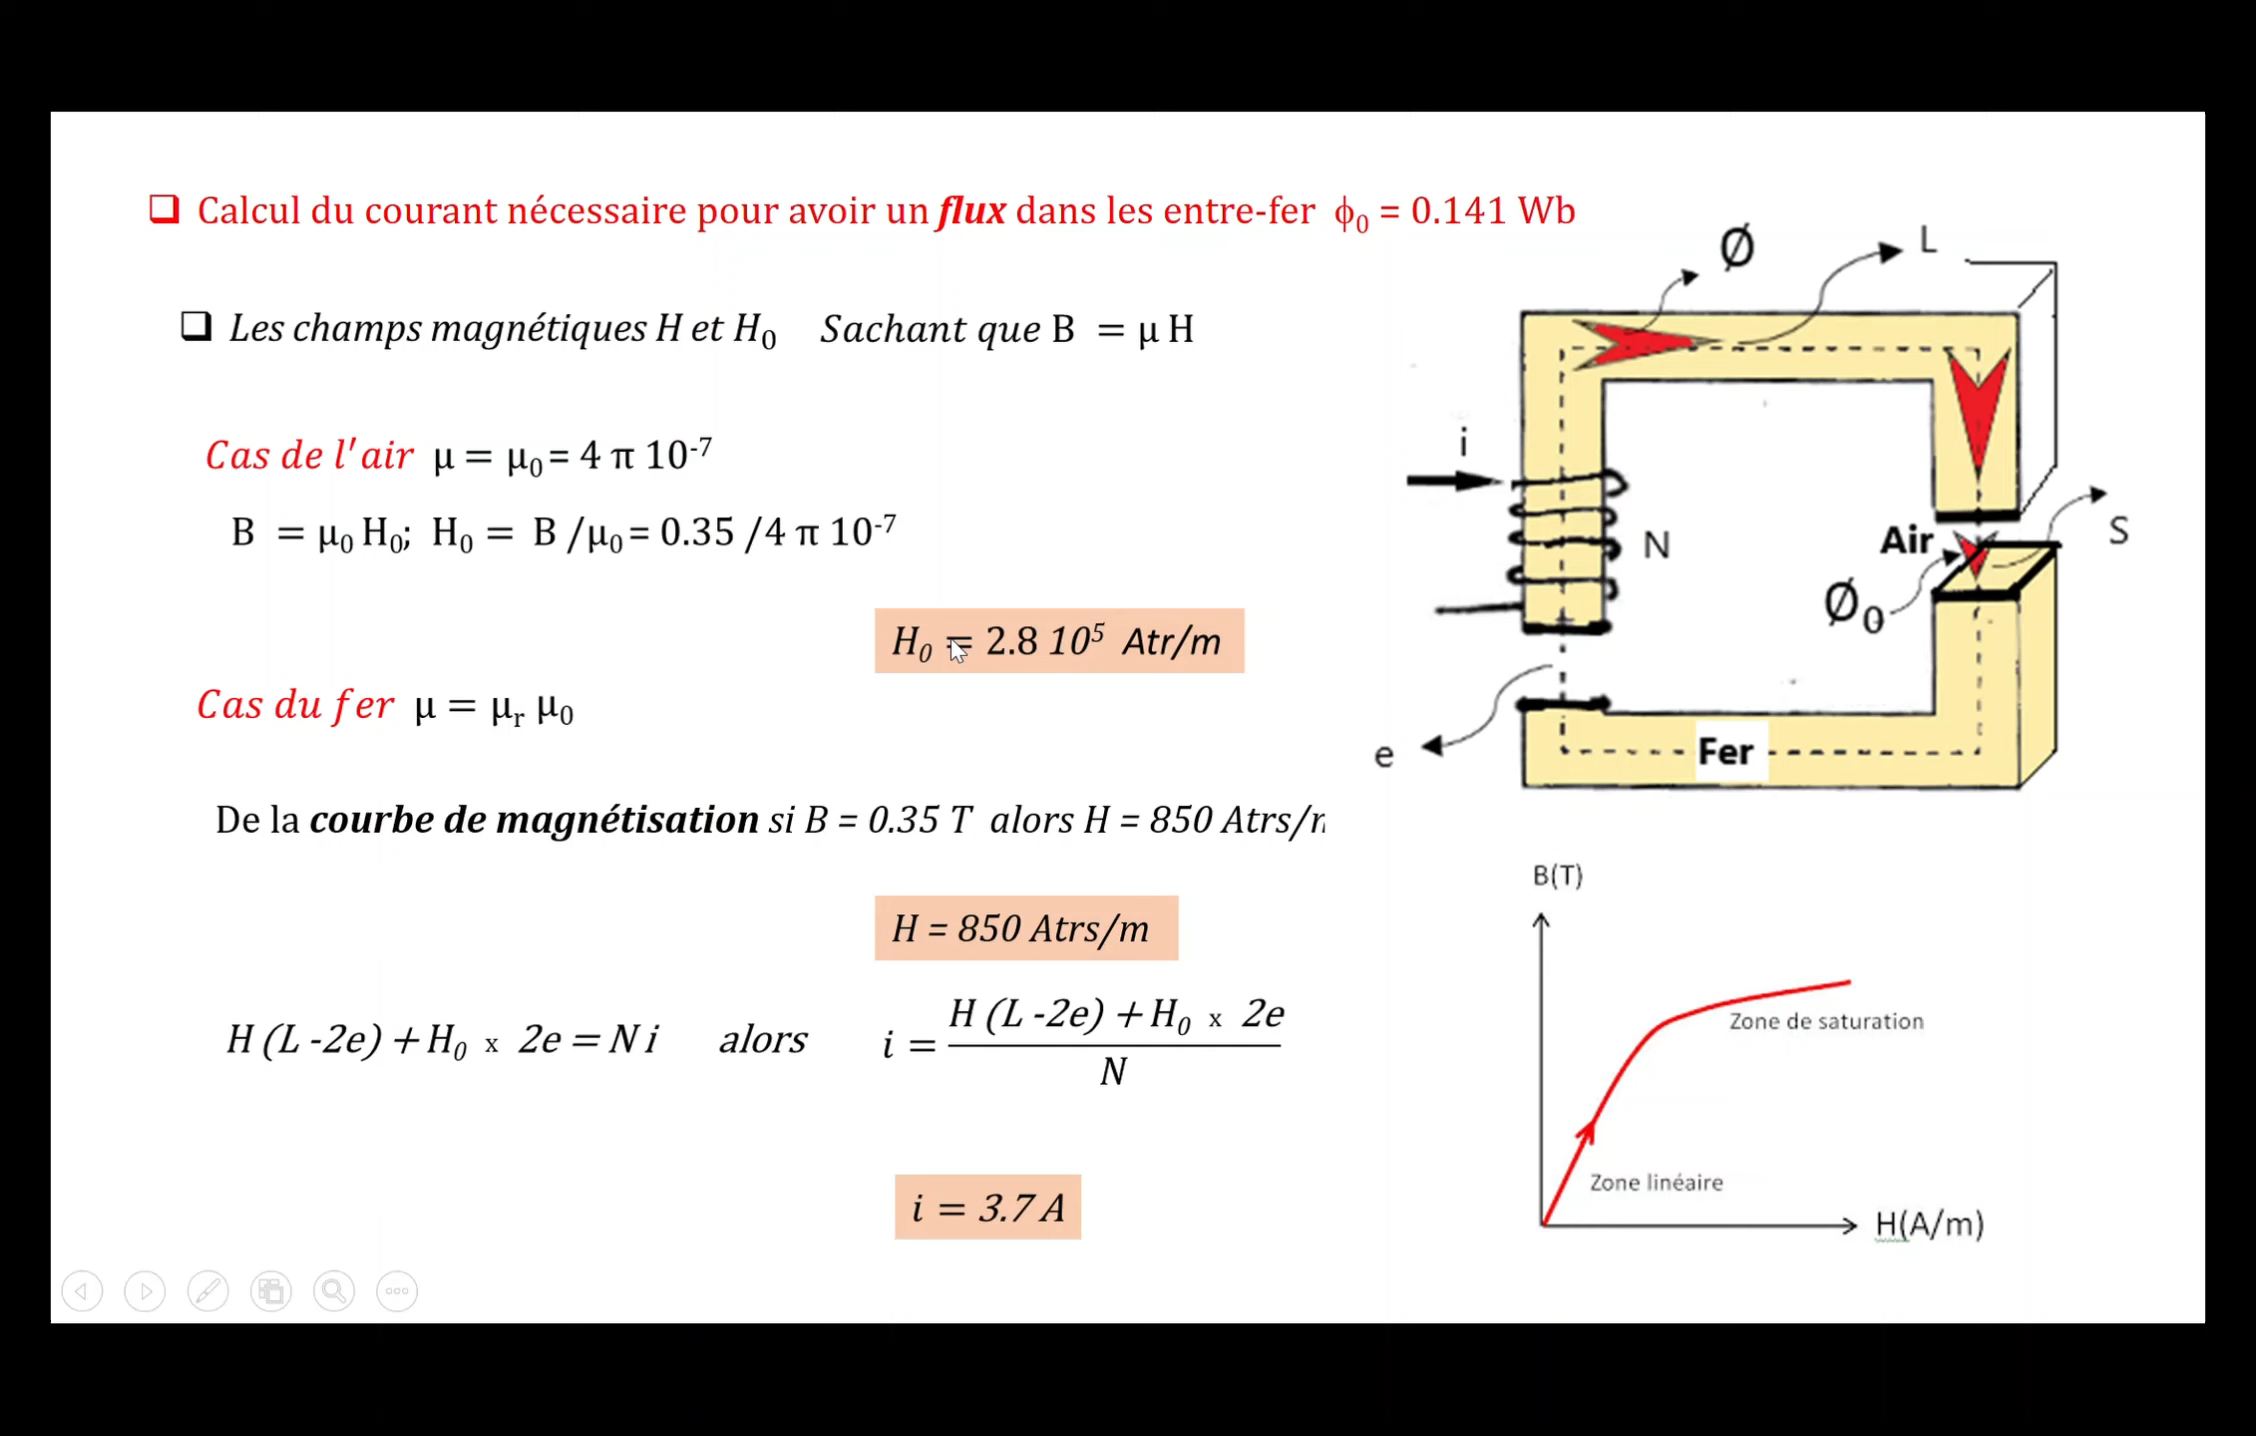 Calcul du courant nécessaire pour avoir un flux dans les entre-fer ϕ₀ = 0.141 Wb
Les champs magnétiques H et H₀ Sachant que B = μ H
Cas de l'air μ = μ₀ = 4 π 10⁻⁷
B = μ₀ H₀; H₀ = B /μ₀ = 0.35 /4 π 10⁻⁷
H₀ = 2.8 10⁵ Atr/m
Cas du fer μ = μᵣ μ₀
De la courbe de magnétisation si B = 0.35 T alors H = 850 Atrs/
H = 850 Atrs/m
H (L -2e) + H₀ x 2e = N i alors i = H (L -2e) + H₀ x 2e
N
i = 3.7 A
Ø
L
i
N
Air
S
Ø₀
e
Fer
B(T)
Zone de saturation
Zone linéaire
H(A/m)